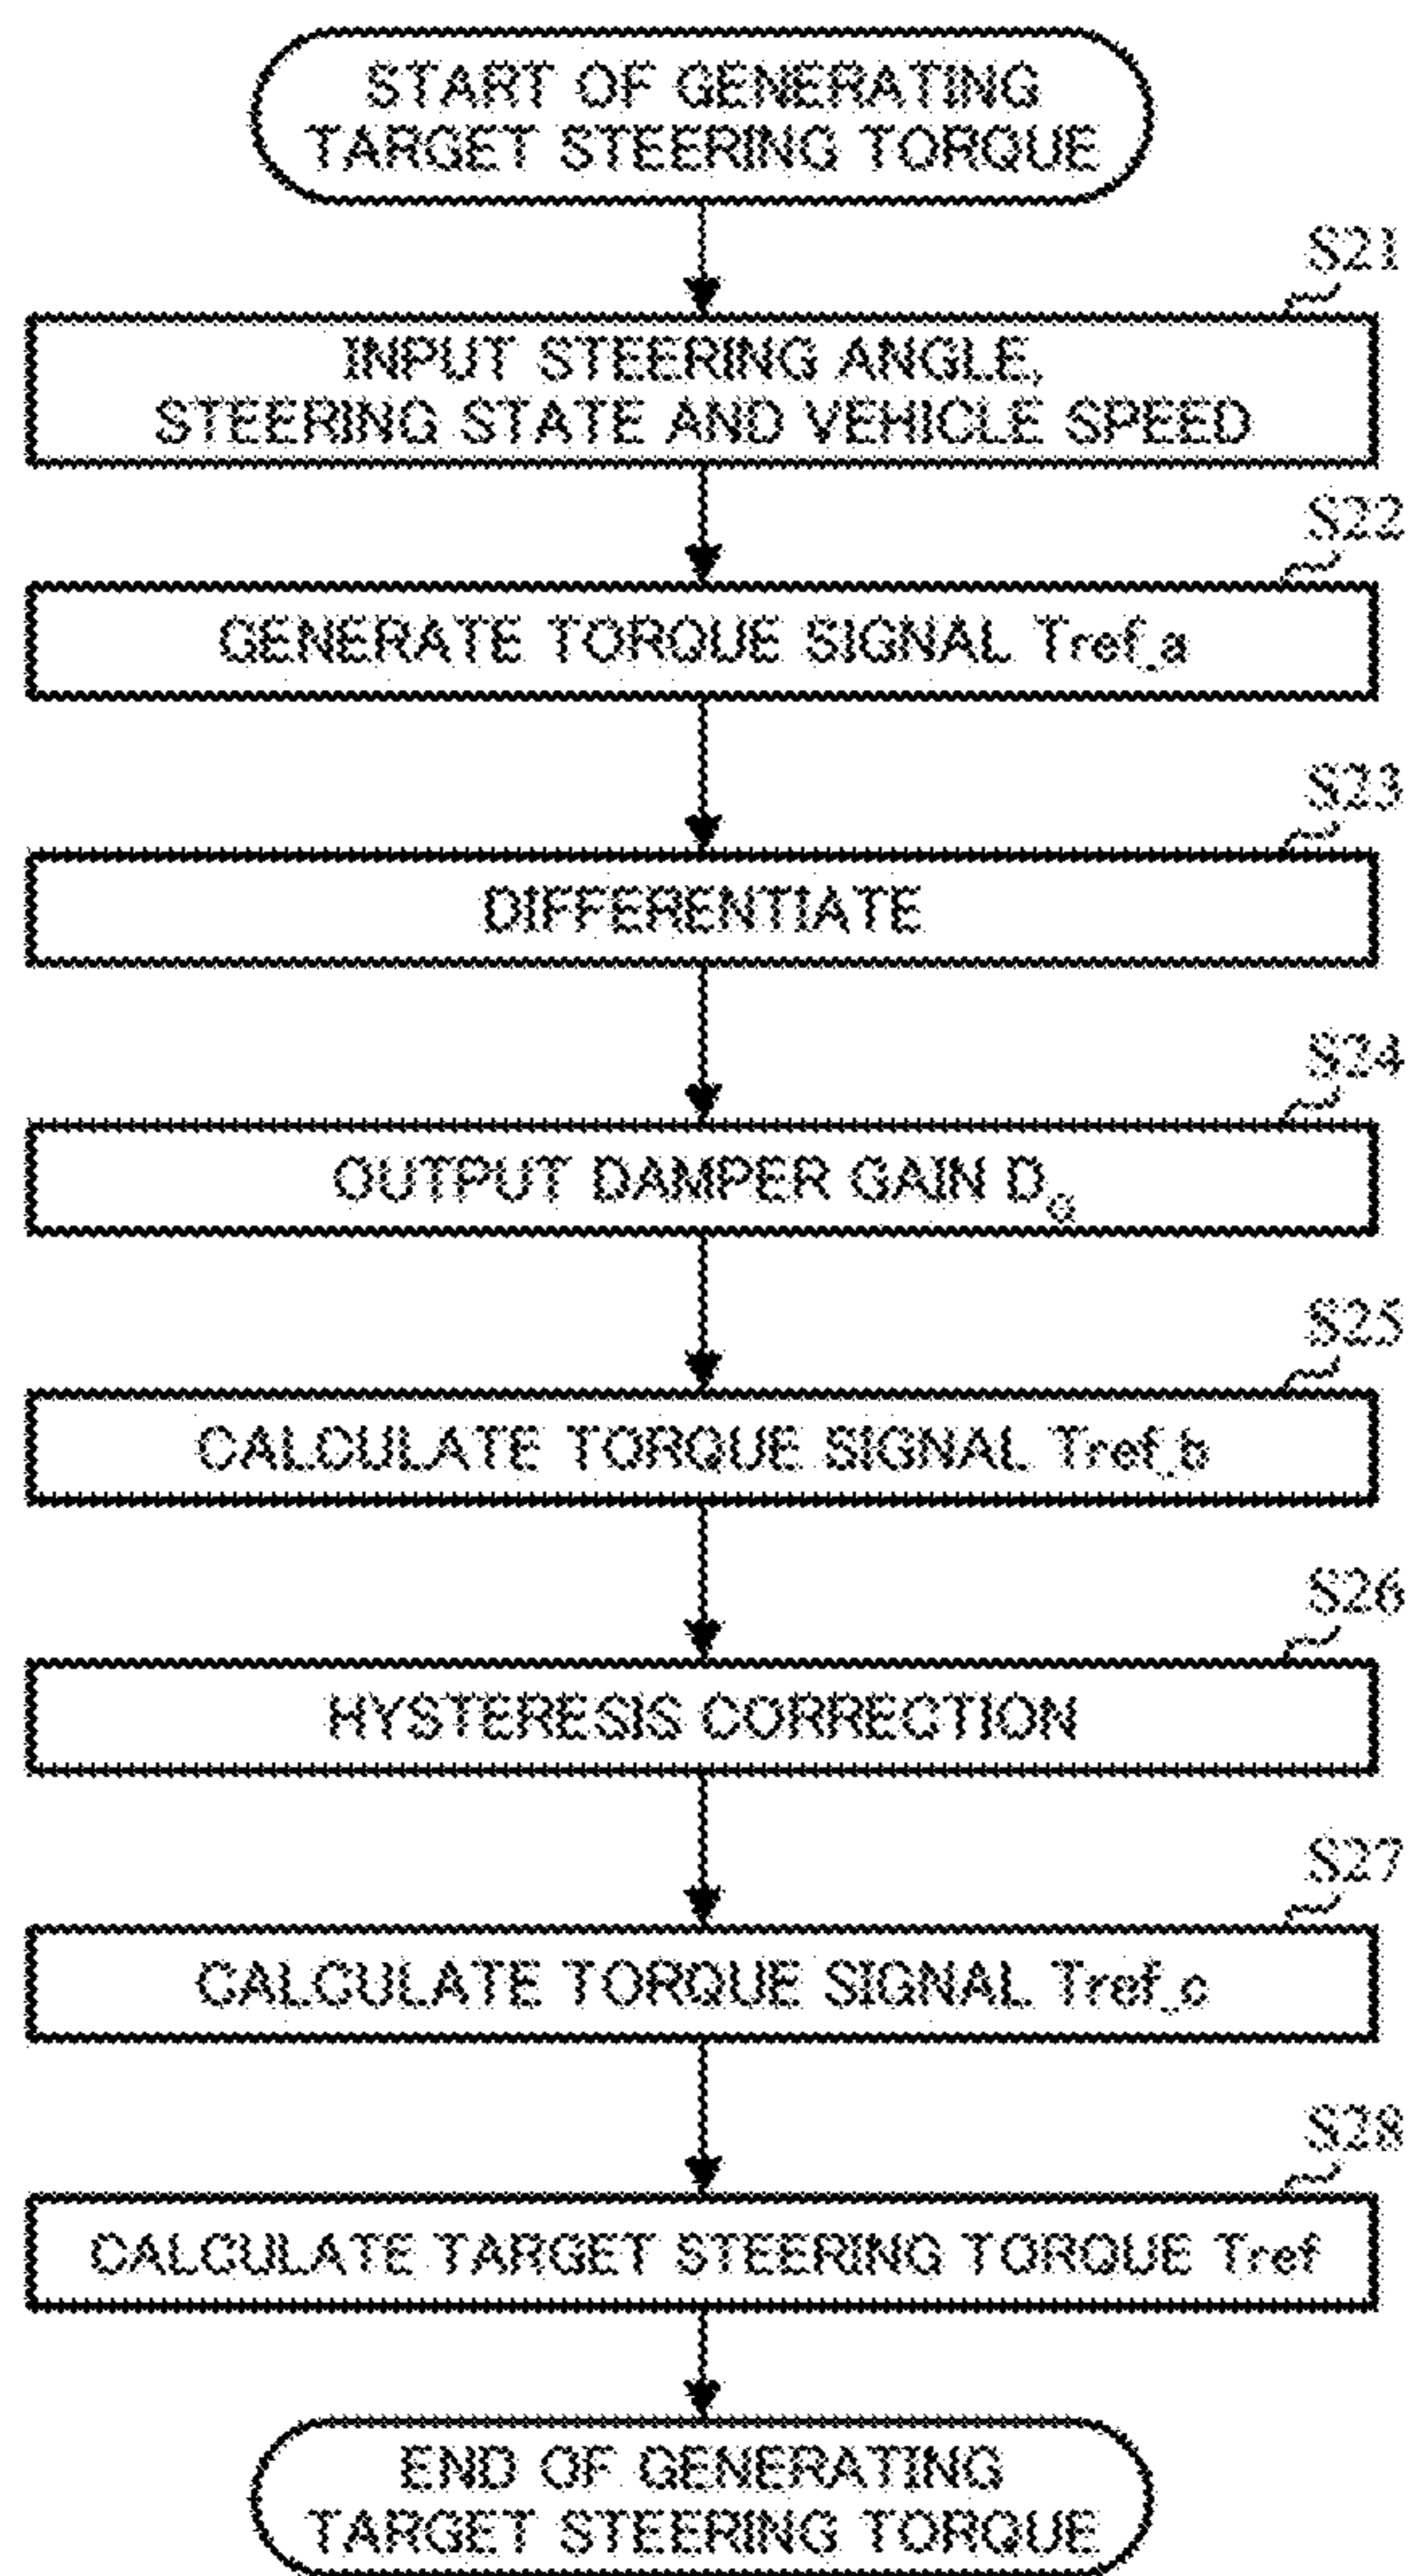 START OF GENERATING
TARGET STEERING TORQUE
S21
INPUT STEERING ANGLE,
STEERING STATE AND VEHICLE SPEED
S22
GENERATE TORQUE SIGNAL Tref_a
S23
DIFFERENTIATE
S24
OUTPUT DAMPER GAIN D_G
S25
CALCULATE TORQUE SIGNAL Tref_b
S26
HYSTERESIS CORRECTION
S27
CALCULATE TORQUE SIGNAL Tref_c
S28
CALCULATE TARGET STEERING TORQUE Tref
END OF GENERATING
TARGET STEERING TORQUE